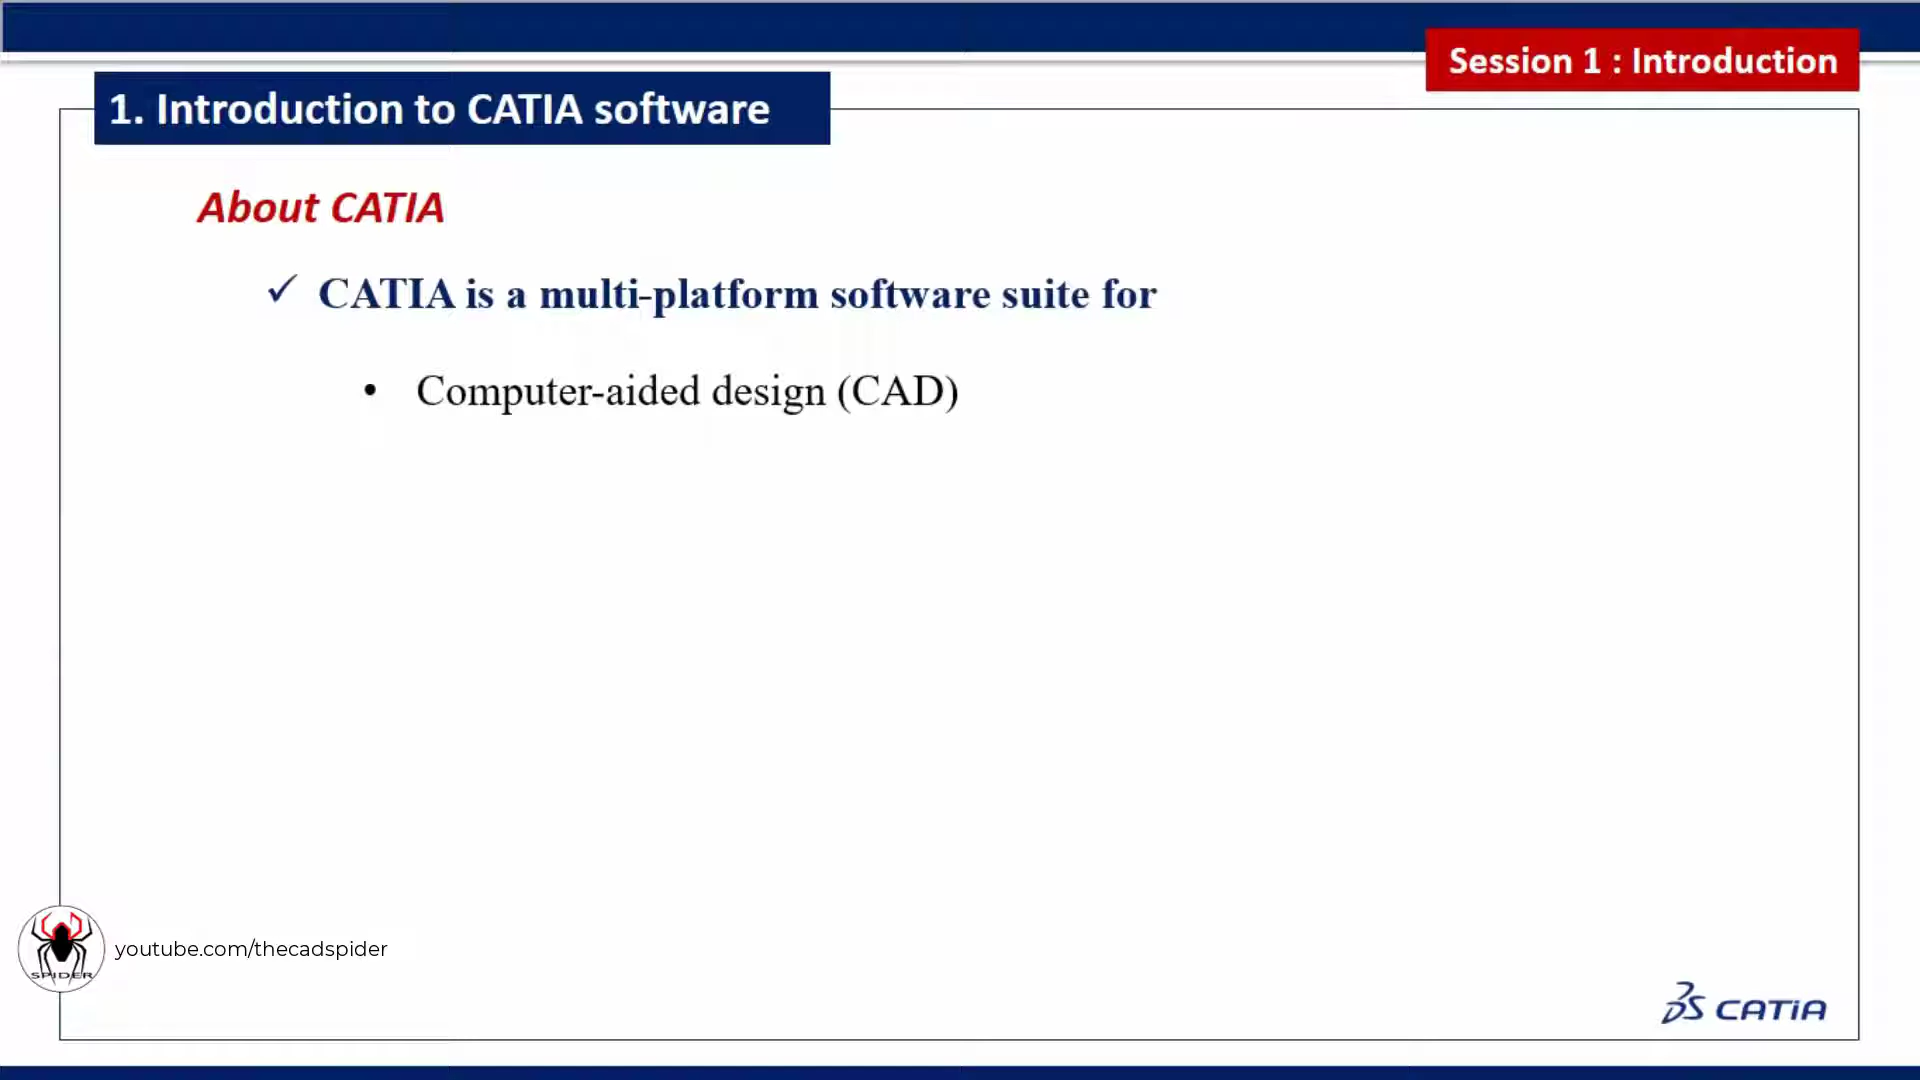 Session 1 : Introduction
1. Introduction to CATIA software
About CATIA
✓ CATIA is a multi-platform software suite for
• Computer-aided design (CAD)
SPIDER
youtube.com/thecadspider
3DS CATIA